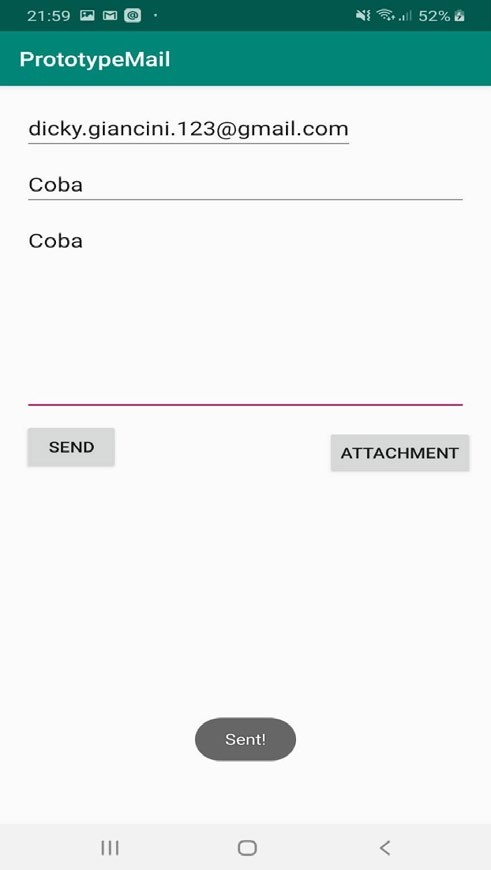 21:59 52%
PrototypeMail
dicky.giancini.123@gmail.com
Coba
Coba
SEND
ATTACHMENT
Sent!